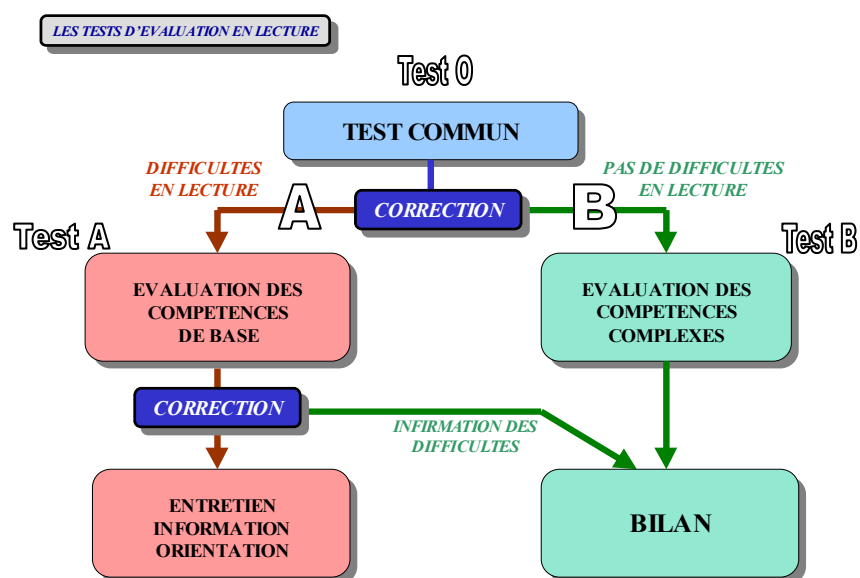 LES TESTS D'EVALUATION EN LECTURE
Test 0
TEST COMMUN
DIFFICULTES
EN LECTURE
PAS DE DIFFICULTES
EN LECTURE
A
CORRECTION
B
Test A
Test B
EVALUATION DES
COMPETENCES
DE BASE
EVALUATION DES
COMPETENCES
COMPLEXES
CORRECTION
INFIRMATION DES
DIFFICULTES
ENTRETIEN
INFORMATION
ORIENTATION
BILAN